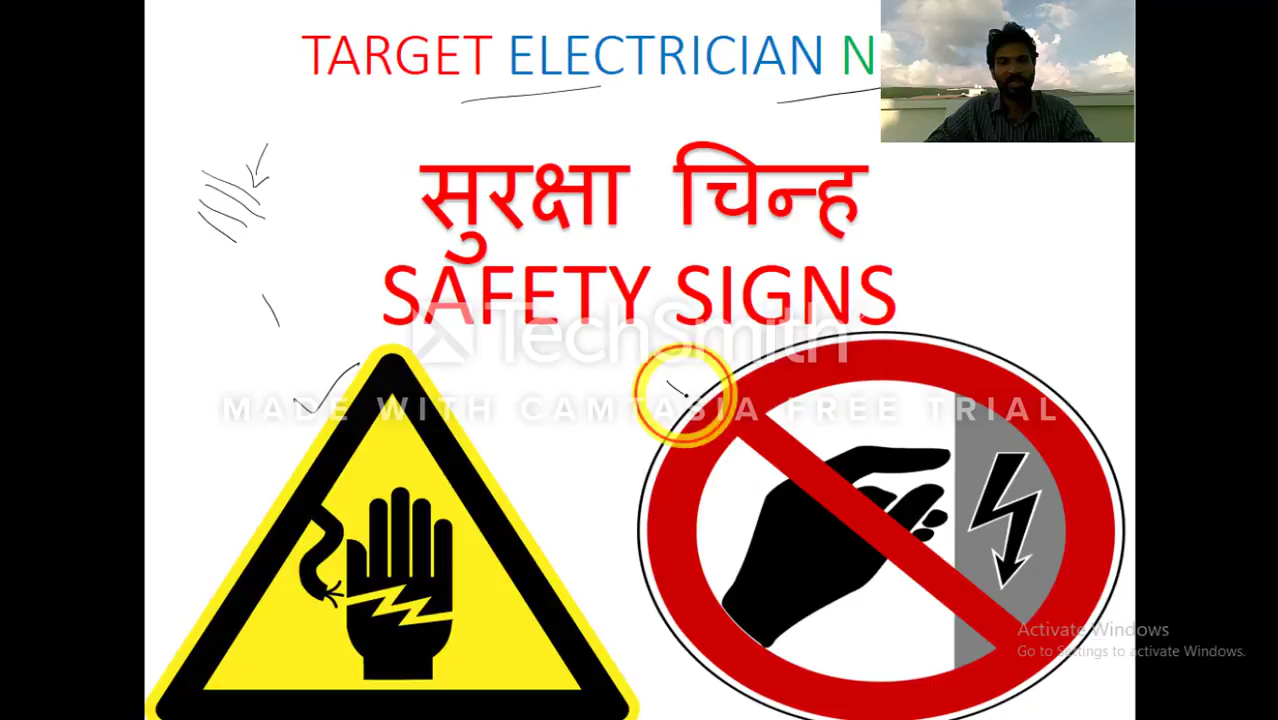 TARGET ELECTRICIAN N
सुरक्षा चिन्ह
SAFETY SIGNS
TechSmith
MADE WITH CAMTASIA FREE TRIAL
Activate Windows
Go to Settings to activate Windows.